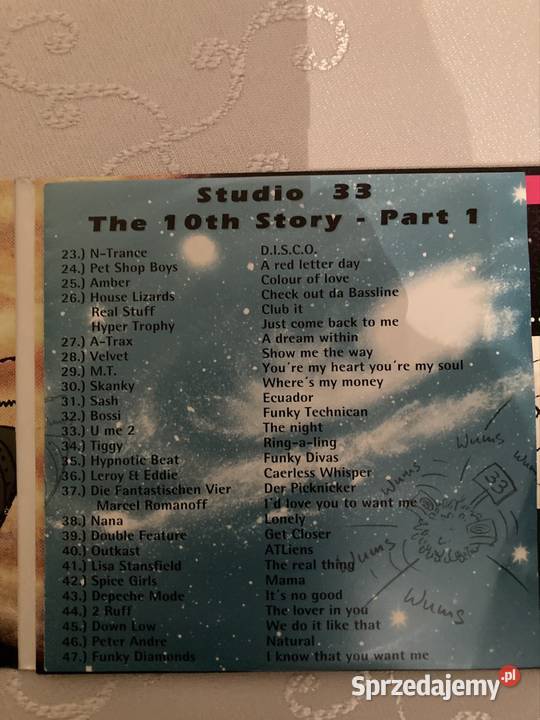 Studio 33
The 10th Story - Part 1
23.) N-Trance D.I.S.C.O.
24.) Pet Shop Boys A red letter day
25.) Amber Colour of love
26.) House Lizards Check out da Bassline
Real Stuff Club it
Hyper Trophy Just come back to me
27.) A-Trax A dream within
28.) Velvet Show me the way
29.) M.T. You're my heart you're my soul
30.) Skanky Where's my money
31.) Sash Ecuador
32.) Bossi Funky Technican
33.) U me 2 The night
34.) Tiggy Ring-a-ling
35.) Hypnotic Beat Funky Divas
36.) Leroy & Eddie Caerless Whisper
37.) Die Fantastischen Vier Der Picknicker
Marcel Romanoff I'd love you to want me
38.) Nana Lonely
39.) Double Feature Get Closer
40.) Outkast ATLiens
41.) Lisa Stansfield The real thing
42.) Spice Girls Mama
43.) Depeche Mode It's no good
44.) 2 Ruff The lover in you
45.) Down Low We do it like that
46.) Peter Andre Natural
47.) Funky Diamonds I know that you want me
Wums
Wums
Wums
33
Wums
Wums
Sprzedajemy.pl